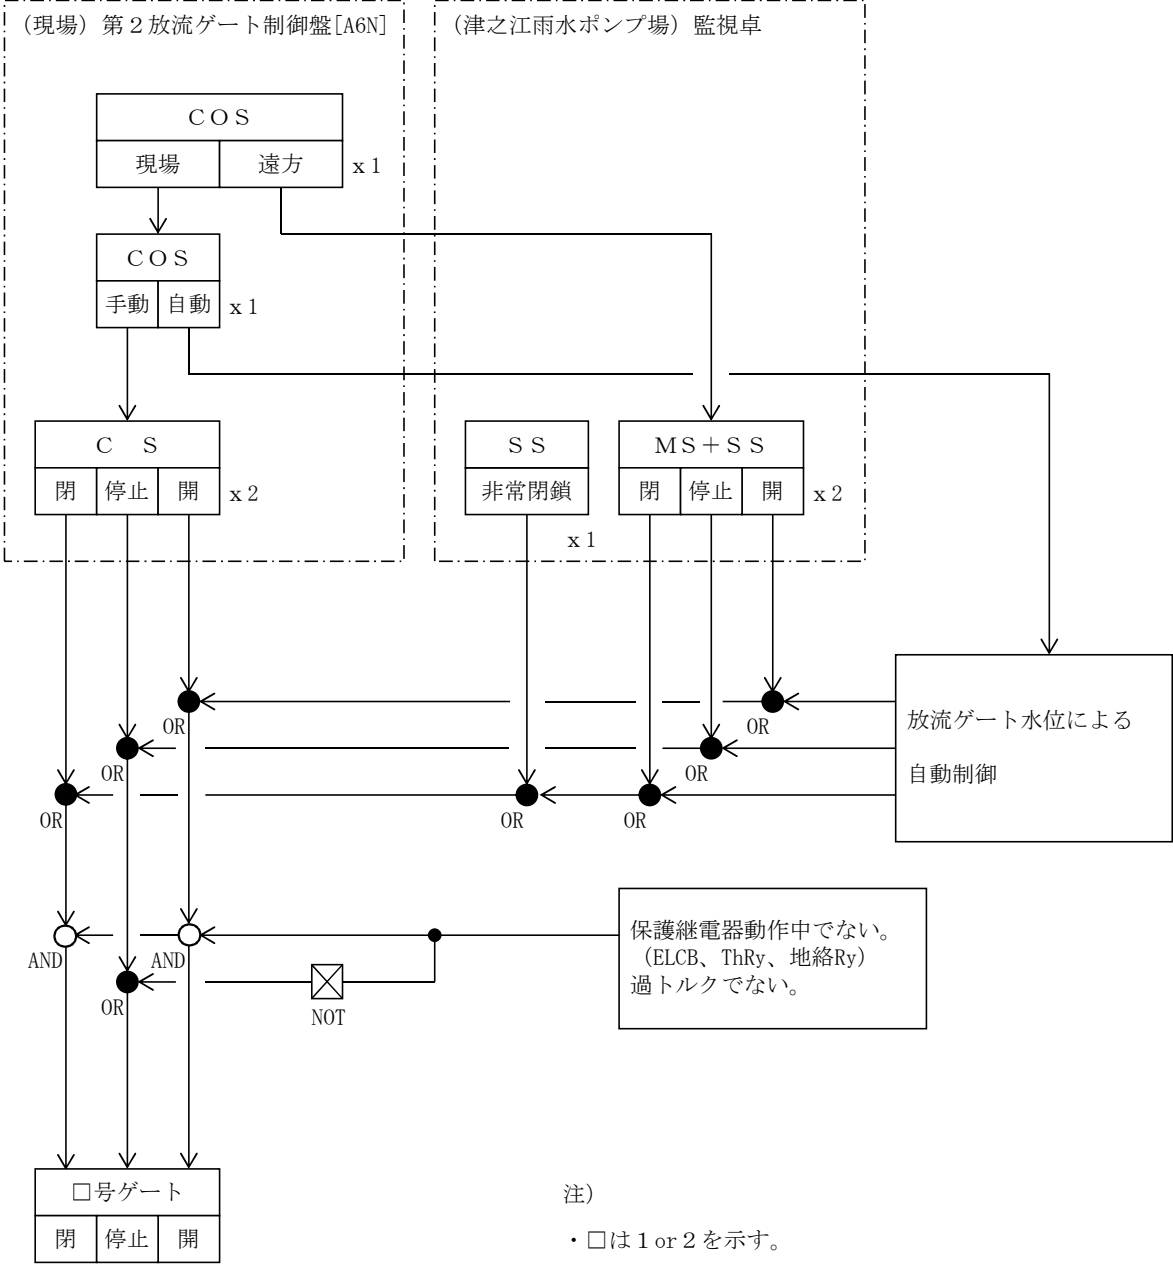 （現場）第２放流ゲート制御盤[A6N]
（津之江雨水ポンプ場）監視卓
ＣＯＳ
現場 遠方 ｘ1
ＣＯＳ
手動 自動 ｘ1
Ｃ　Ｓ
閉 停止 開 ｘ2
ＳＳ
非常閉鎖
ｘ1
ＭＳ＋ＳＳ
閉 停止 開 ｘ2
OR
OR
OR
OR
OR
OR
OR
放流ゲート水位による
自動制御
保護継電器動作中でない。
（ELCB、ThRy、地絡Ry）
過トルクでない。
AND
AND
OR
NOT
□号ゲート
閉 停止 開
注）
・□は１or２を示す。